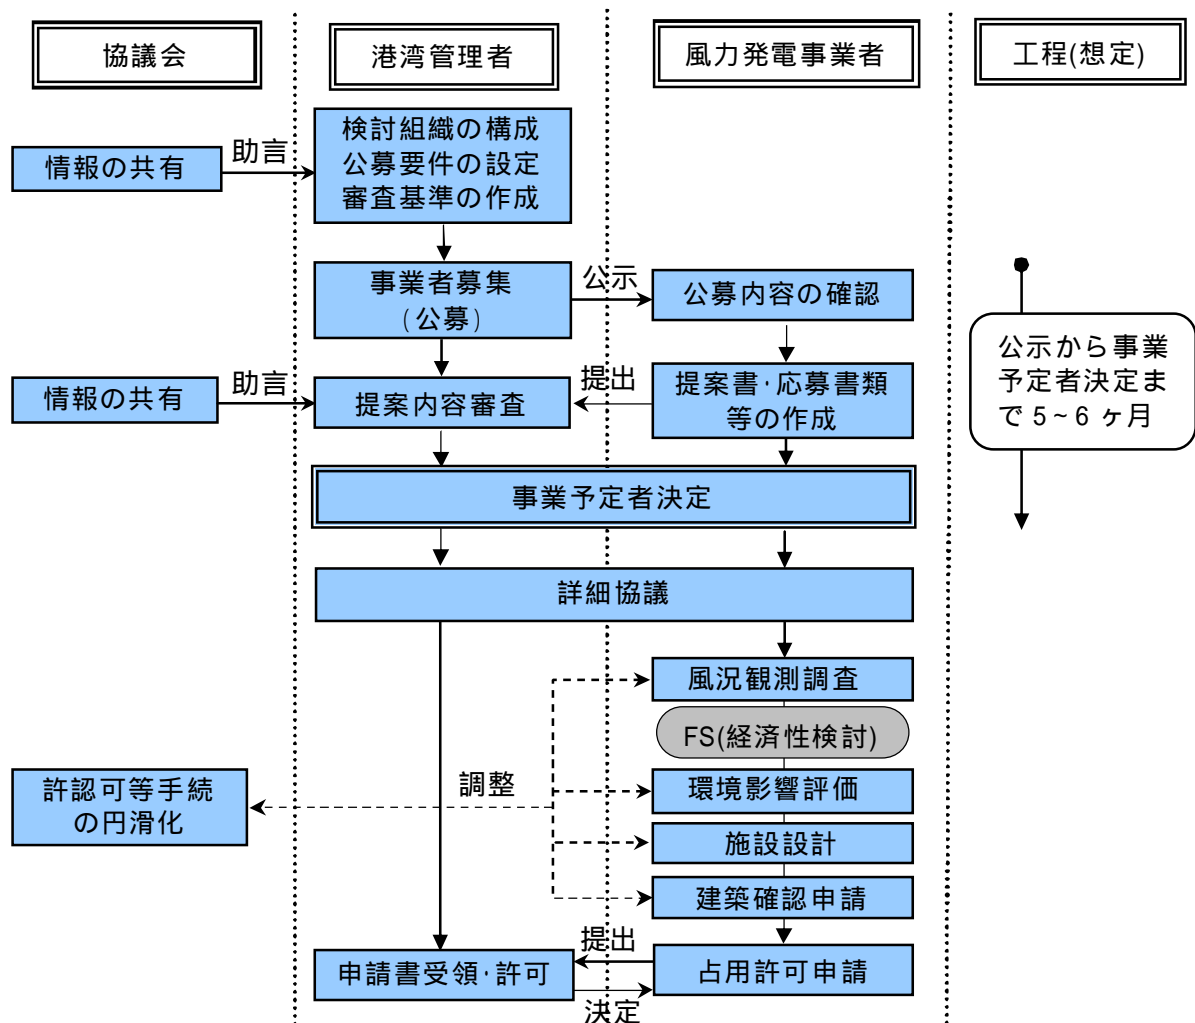 協議会
港湾管理者
風力発電事業者
工程(想定)
検討組織の構成
公募要件の設定
審査基準の作成
情報の共有
助言
事業者募集
(公募)
公示
公募内容の確認
公示から事業
予定者決定ま
で5~6ヶ月
情報の共有
助言
提案内容審査
提出
提案書･応募書類
等の作成
事業予定者決定
詳細協議
風況観測調査
FS(経済性検討)
許認可等手続
の円滑化
調整
環境影響評価
施設設計
建築確認申請
申請書受領･許可
提出
決定
占用許可申請